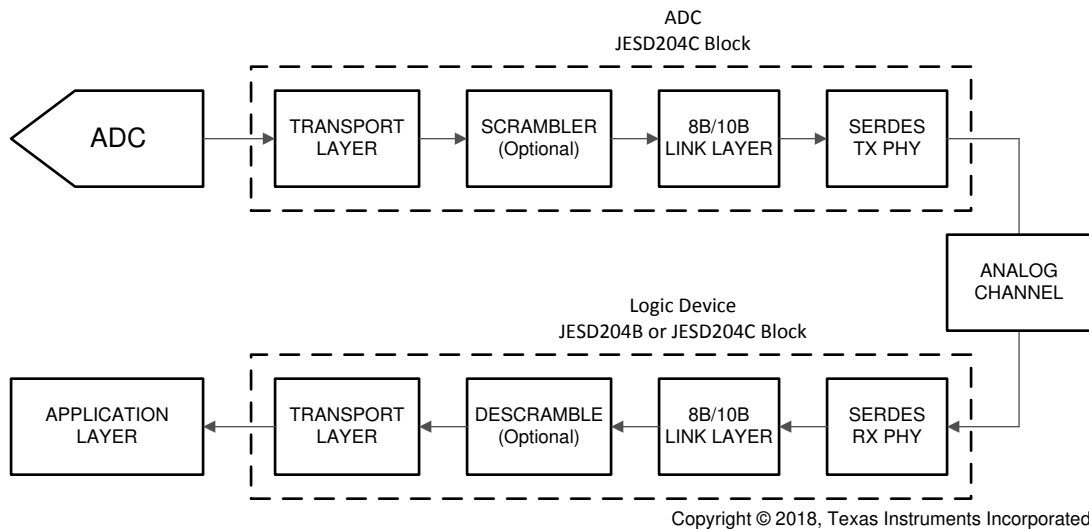 ADC
JESD204C Block
ADC
TRANSPORT
LAYER
SCRAMBLER
(Optional)
8B/10B
LINK LAYER
SERDES
TX PHY
ANALOG
CHANNEL
Logic Device
JESD204B or JESD204C Block
APPLICATION
LAYER
TRANSPORT
LAYER
DESCRAMBLE
(Optional)
8B/10B
LINK LAYER
SERDES
RX PHY
Copyright © 2018, Texas Instruments Incorporated